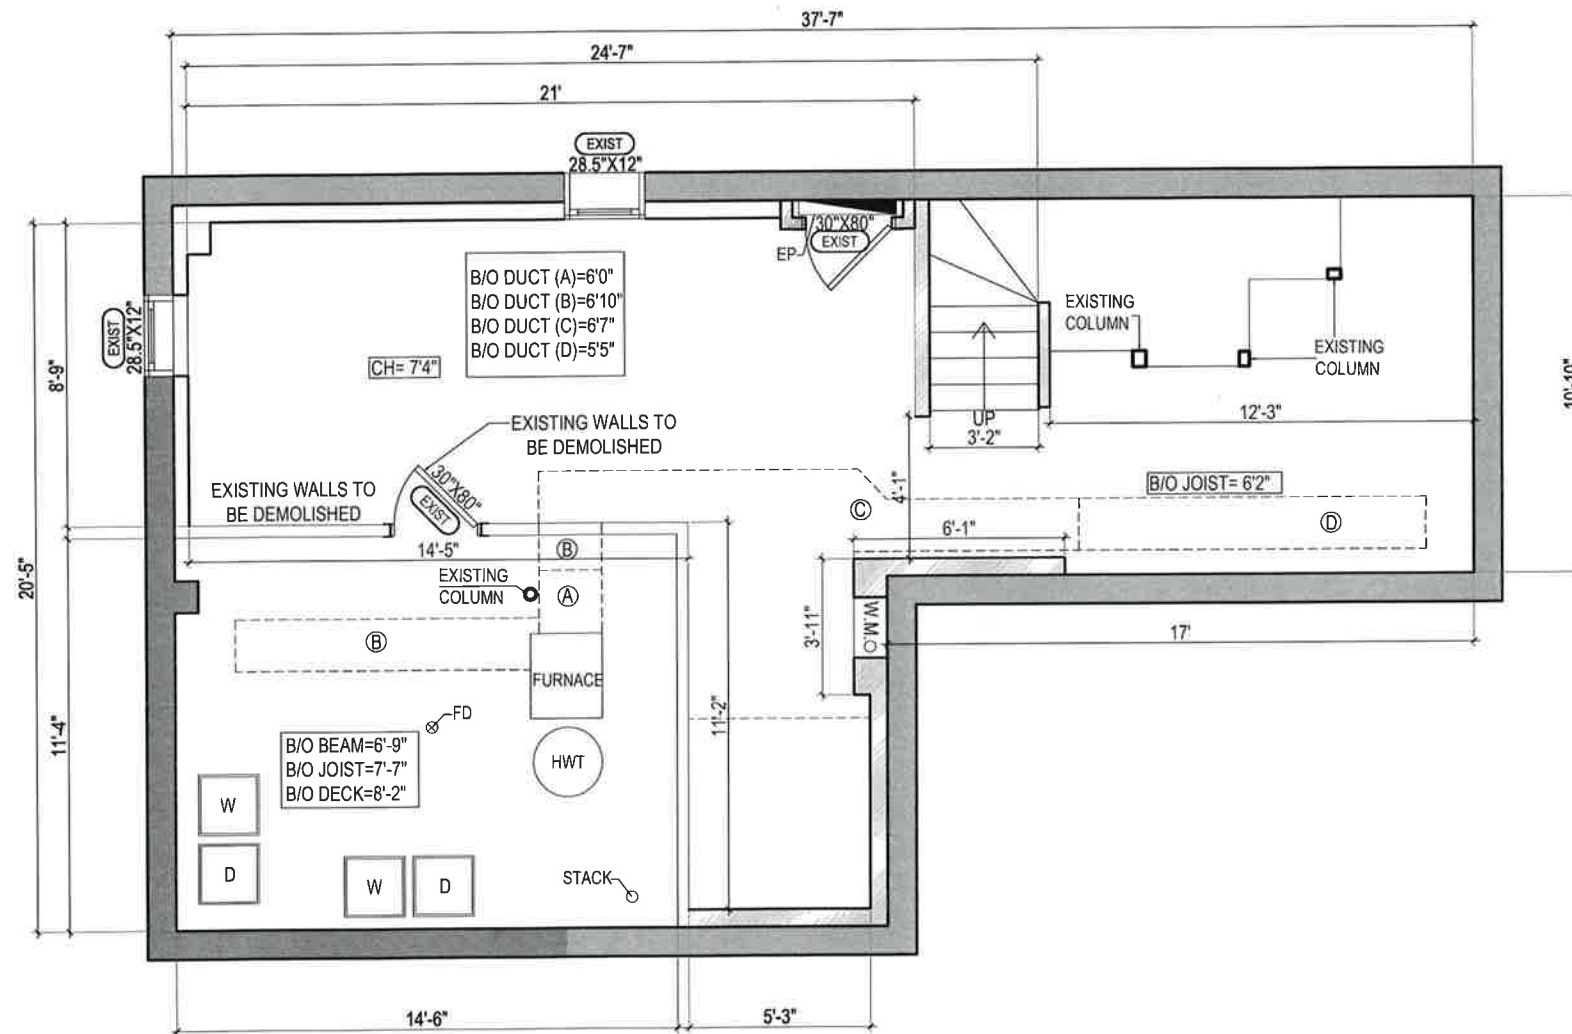 37'-7"
24'-7"
21'
EXIST
28.5"X12"
30"X80"
EXIST
EP
B/O DUCT (A)=6'0"
B/O DUCT (B)=6'10"
B/O DUCT (C)=6'7"
B/O DUCT (D)=5'5"
EXISTING
COLUMN
EXISTING
COLUMN
EXIST
28.5"X12"
CH= 7'4"
8'-9"
10'-10"
12'-3"
UP
3'-2"
EXISTING WALLS TO
BE DEMOLISHED
30"X80"
EXIST
EXISTING WALLS TO
BE DEMOLISHED
4'-1"
B/O JOIST= 6'2"
C
D
6'-1"
14'-5"
B
EXISTING
COLUMN
A
20'-5"
B
3'-11"
W.M.O
17'
FURNACE
FD
11'-2"
11'-4"
B/O BEAM=6'-9"
B/O JOIST=7'-7"
B/O DECK=8'-2"
HWT
W
D
W
D
STACK
14'-6"
5'-3"